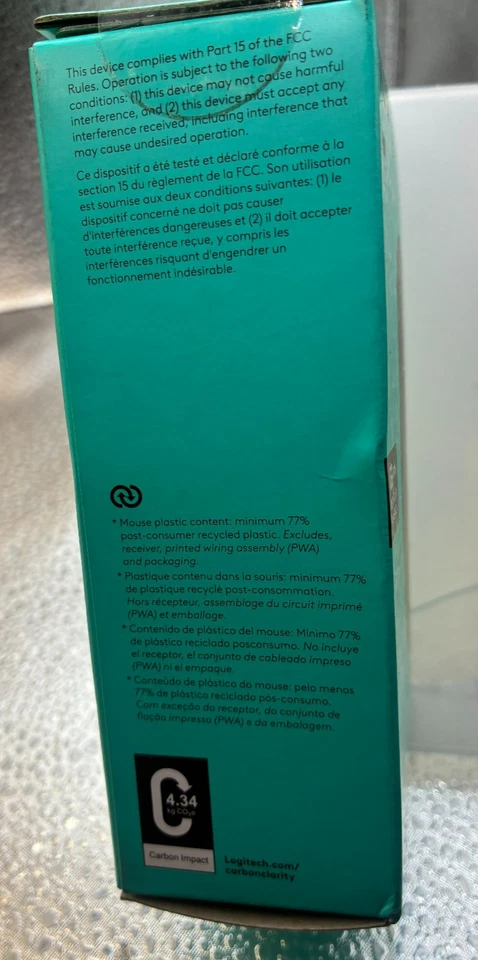 This device complies with Part 15 of the FCC
Rules. Operation is subject to the following two
conditions: (1) this device may not cause harmful
interference, and (2) this device must accept any
interference received, including interference that
may cause undesired operation.
Ce dispositif a été testé et déclaré conforme à la
section 15 du règlement de la FCC. Son utilisation
est soumise aux deux conditions suivantes: (1) le
dispositif concerné ne doit pas causer
d'interférences dangereuses et (2) il doit accepter
toute interférence reçue, y compris les
interférences risquant d'engendrer un
fonctionnement indésirable.
* Mouse plastic content: minimum 77%
post-consumer recycled plastic. Excludes,
receiver, printed wiring assembly (PWA)
and packaging.
* Plastique contenu dans la souris: minimum 77%
de plastique recyclé post-consommation.
Hors récepteur, assemblage du circuit imprimé
(PWA) et emballage.
* Contenido de plástico del mouse: Mínimo 77%
de plástico reciclado posconsumo. No incluye
el receptor, el conjunto de cableado impreso
(PWA) ni el empaque.
* Conteúdo de plástico do mouse: pelo menos
77% de plástico reciclado pós-consumo.
Com exceção do receptor, do conjunto de
fiação impressa (PWA) e da embalagem.
4.34
kg CO₂e
Carbon Impact
Logitech.com/
carbonclarity